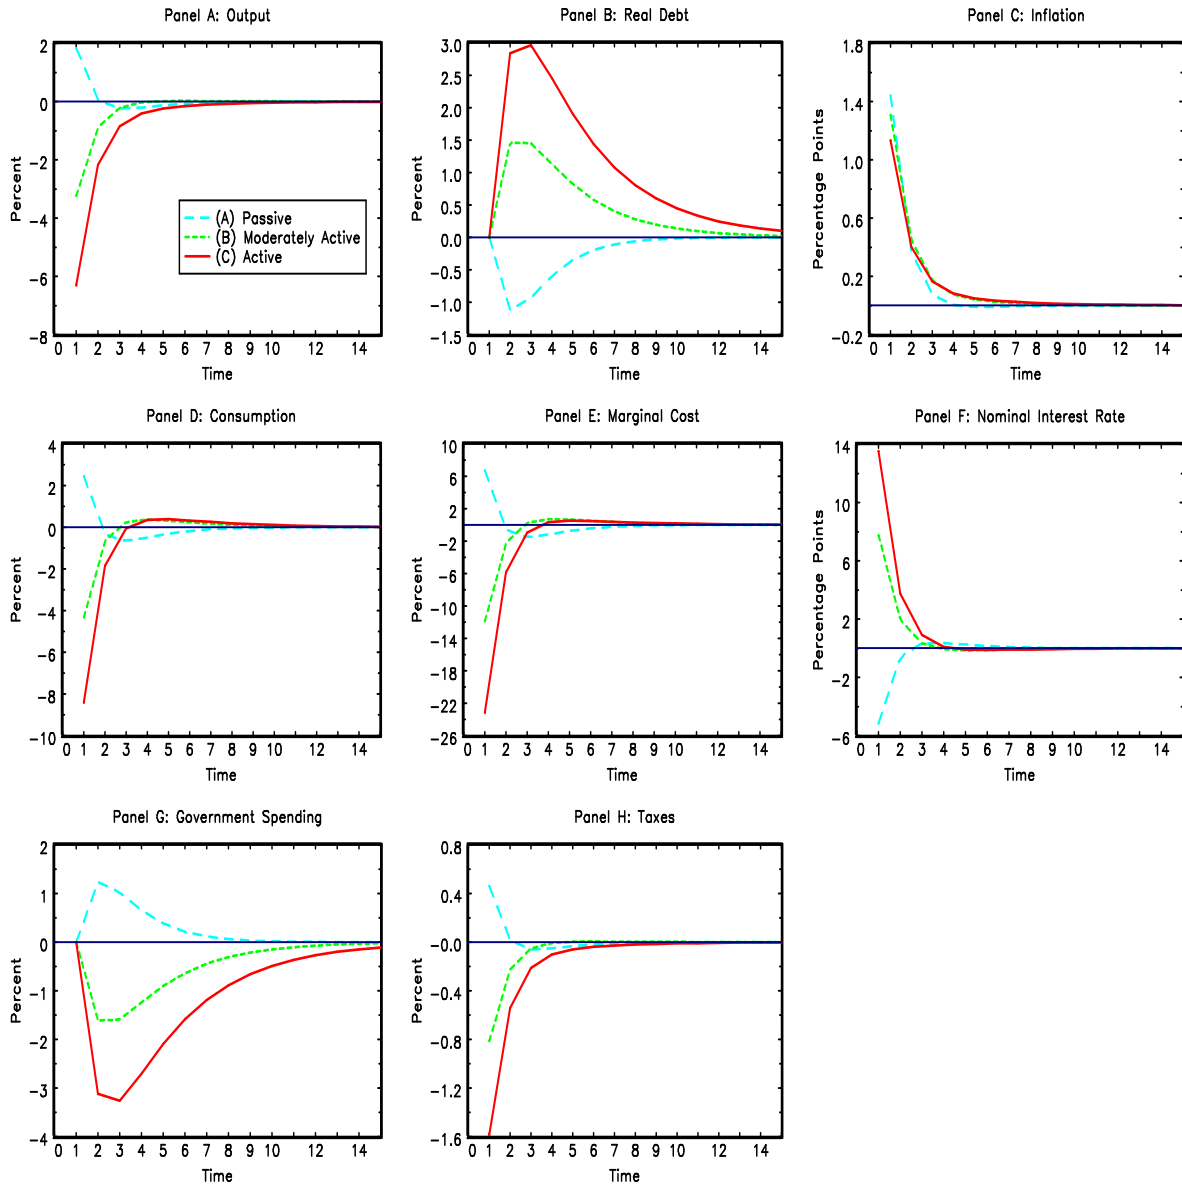 Panel A: Output
Panel B: Real Debt
Panel C: Inflation
2
0
-2
-4
-6
-8
Percent
(A) Passive
(B) Moderately Active
(C) Active
0 1 2 3 4 5 6 7 8 9 10 12 14
Time
3.0
2.5
2.0
1.5
1.0
0.5
0.0
-0.5
-1.0
-1.5
Percent
0 1 2 3 4 5 6 7 8 9 10 12 14
Time
1.8
1.4
1.0
0.6
0.2
-0.2
Percentage Points
0 1 2 3 4 5 6 7 8 9 10 12 14
Time
Panel D: Consumption
Panel E: Marginal Cost
Panel F: Nominal Interest Rate
4
2
0
-2
-4
-6
-8
-10
Percent
0 1 2 3 4 5 6 7 8 9 10 12 14
Time
10
6
2
-2
-6
-10
-14
-18
-22
-26
Percent
0 1 2 3 4 5 6 7 8 9 10 12 14
Time
14
10
6
2
-2
-6
Percentage Points
0 1 2 3 4 5 6 7 8 9 10 12 14
Time
Panel G: Government Spending
Panel H: Taxes
2
1
0
-1
-2
-3
-4
Percent
0 1 2 3 4 5 6 7 8 9 10 12 14
Time
0.8
0.4
-0.0
-0.4
-0.8
-1.2
-1.6
Percent
0 1 2 3 4 5 6 7 8 9 10 12 14
Time